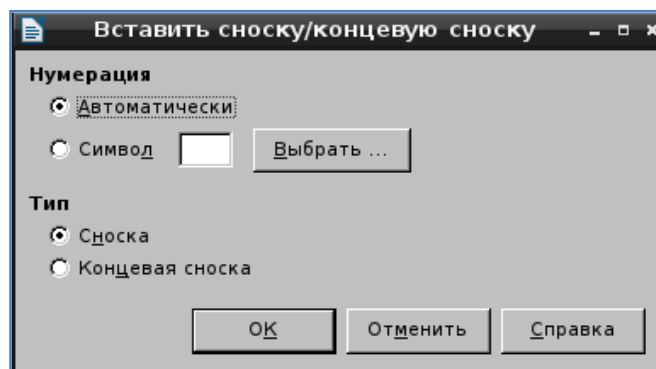 Вставить сноску/концевую сноску
Нумерация
Автоматически
Символ Выбрать ...
Тип
Сноска
Концевая сноска
OK Отменить Справка